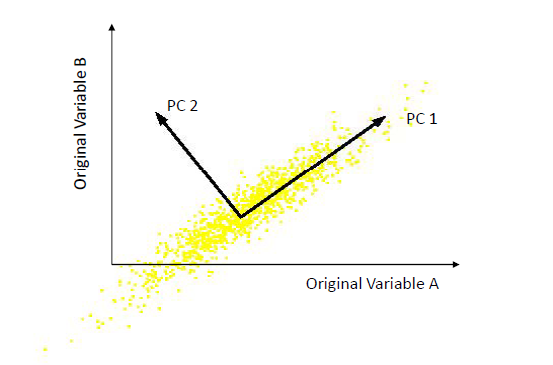 Original Variable B
PC 2
PC 1
Original Variable A